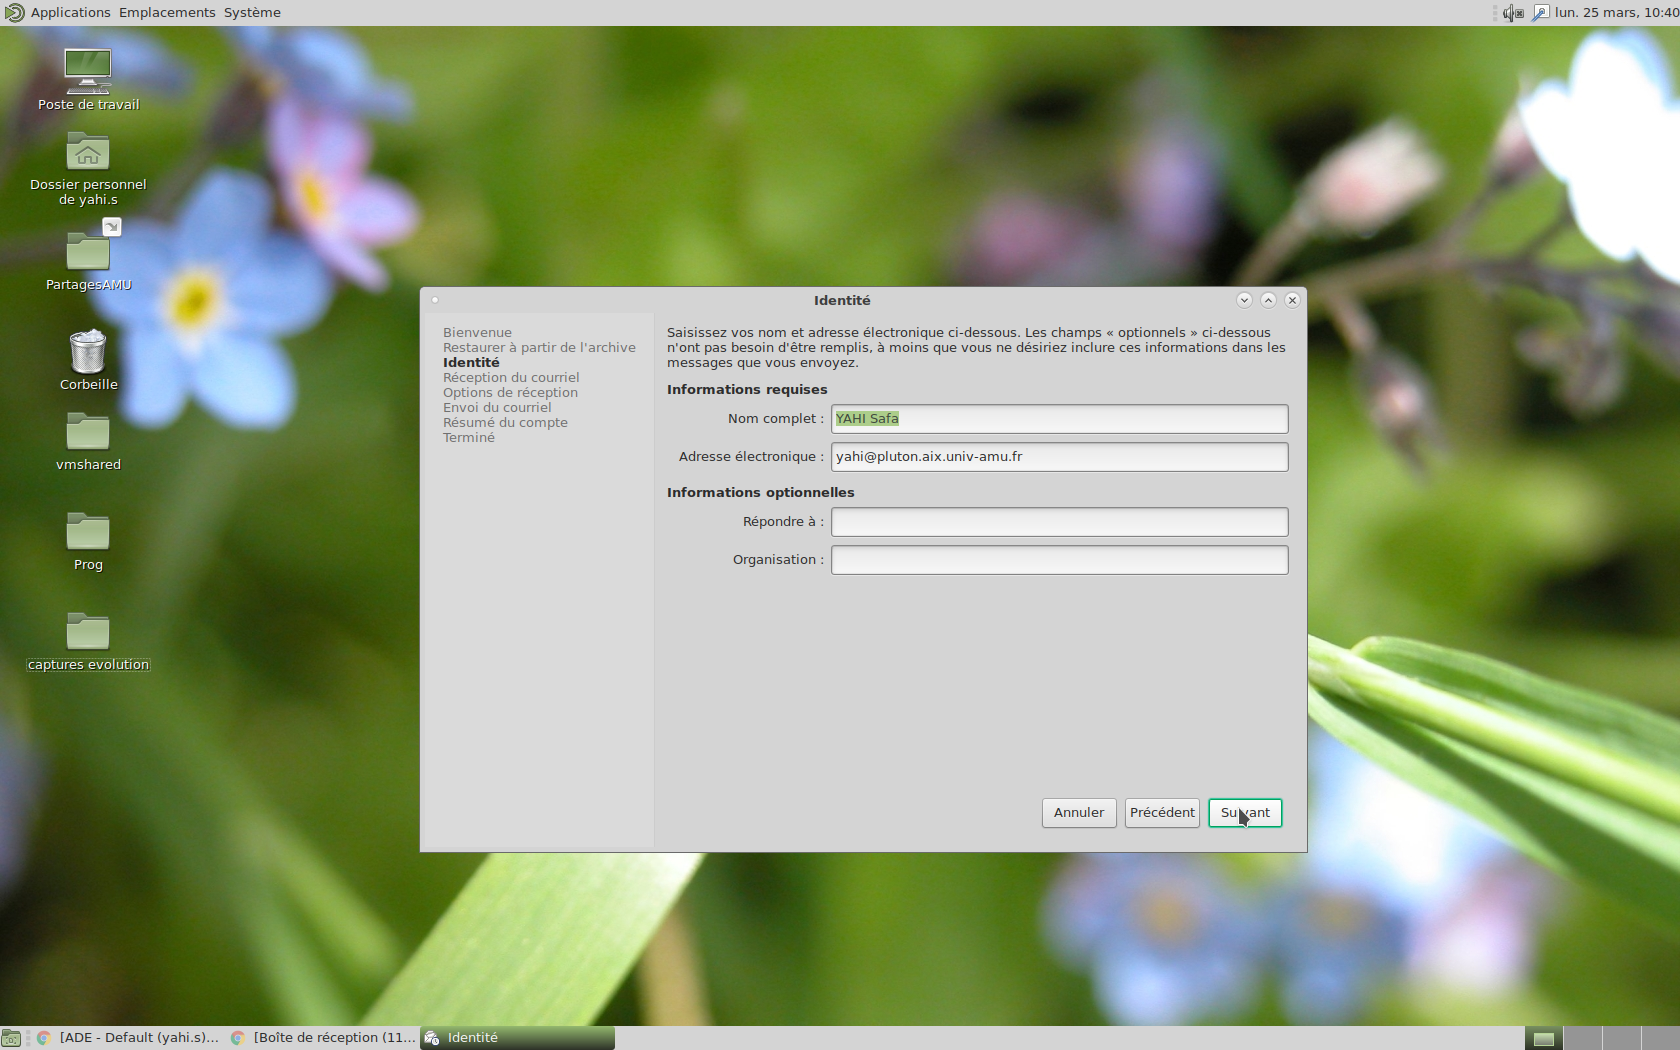 Applications Emplacements Système
lun. 25 mars, 10:40
Poste de travail
Dossier personnel
de yahi.s
PartagesAMU
Corbeille
vmshared
Prog
captures evolution
Identité
Bienvenue
Restaurer à partir de l'archive
Identité
Réception du courriel
Options de réception
Envoi du courriel
Résumé du compte
Terminé
Saisissez vos nom et adresse électronique ci-dessous. Les champs « optionnels » ci-dessous
n'ont pas besoin d'être remplis, à moins que vous ne désiriez inclure ces informations dans les
messages que vous envoyez.
Informations requises
Nom complet : YAHI Safa
Adresse électronique : yahi@pluton.aix.univ-amu.fr
Informations optionnelles
Répondre à :
Organisation :
Annuler Précédent Suivant
[ADE - Default (yahi.s)... [Boîte de réception (11... Identité